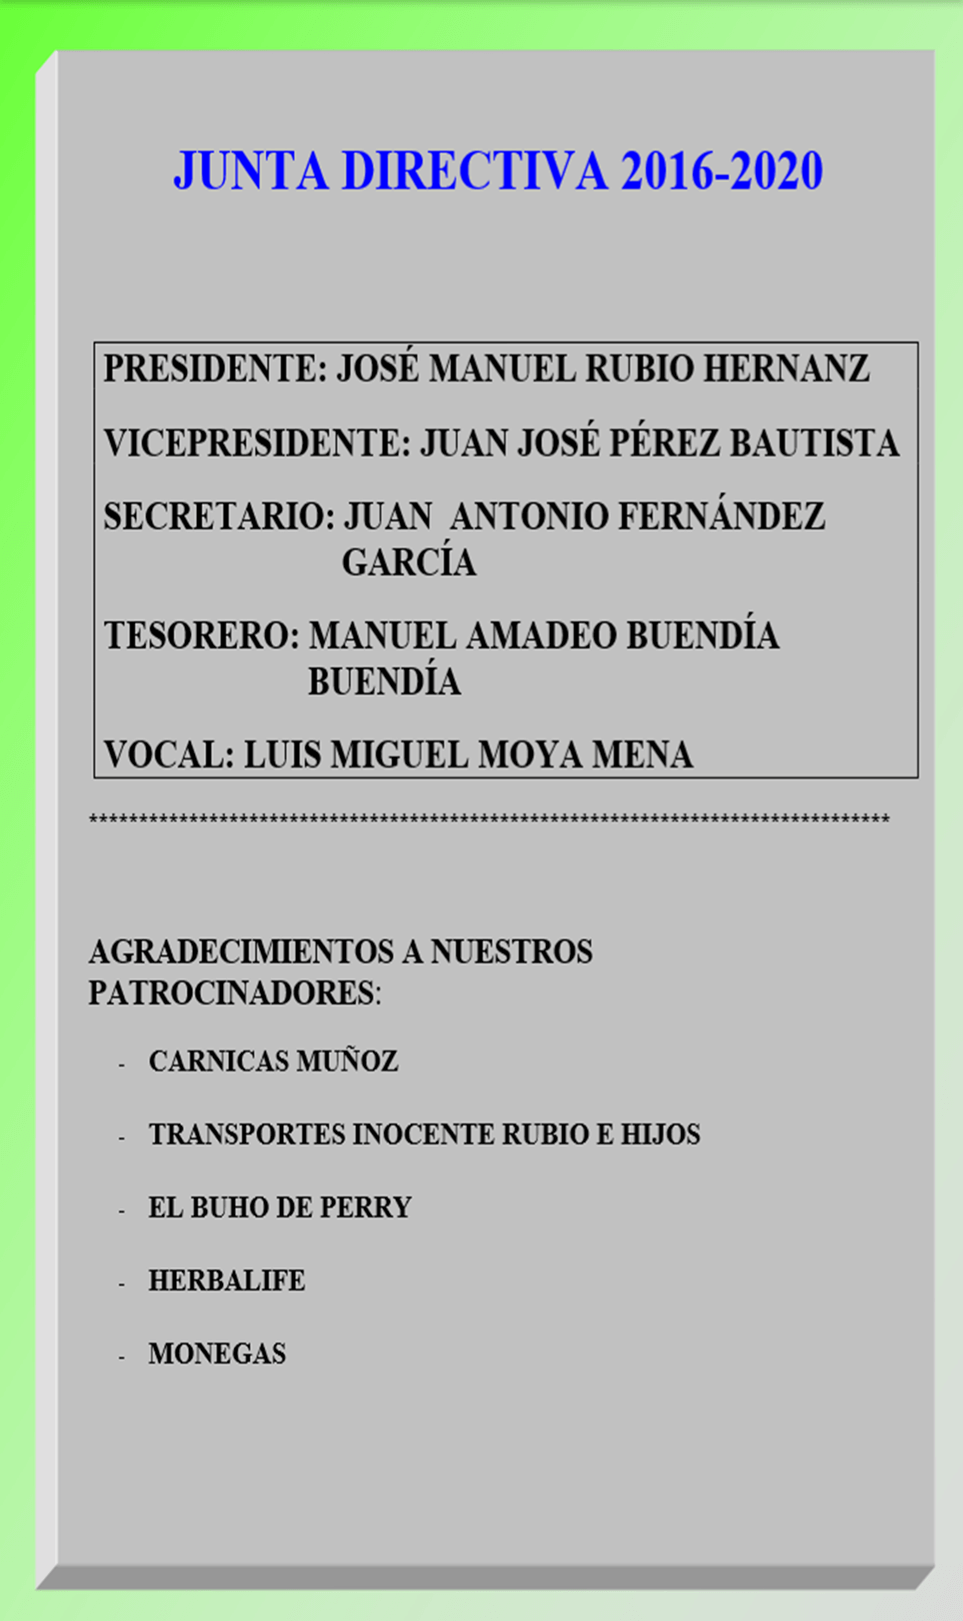 JUNTA DIRECTIVA 2016-2020
PRESIDENTE: JOSÉ MANUEL RUBIO HERNANZ
VICEPRESIDENTE: JUAN JOSÉ PÉREZ BAUTISTA
SECRETARIO: JUAN  ANTONIO FERNÁNDEZ
GARCÍA
TESORERO: MANUEL AMADEO BUENDÍA
BUENDÍA
VOCAL: LUIS MIGUEL MOYA MENA
********************************************************************************
AGRADECIMIENTOS A NUESTROS
PATROCINADORES:
- CARNICAS MUÑOZ
- TRANSPORTES INOCENTE RUBIO E HIJOS
- EL BUHO DE PERRY
- HERBALIFE
- MONEGAS